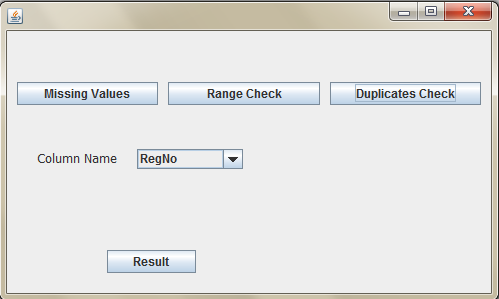 Missing Values Range Check Duplicates Check
Column Name RegNo
Result